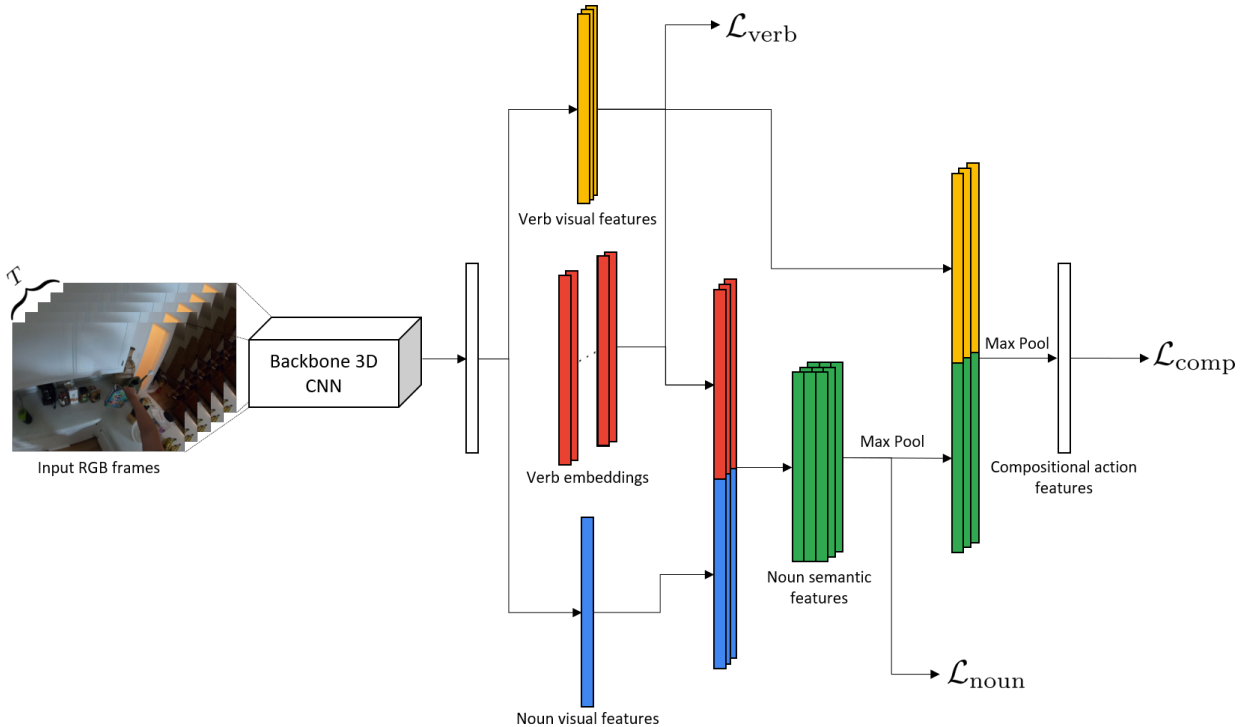 ℒverb
Verb visual features
T
Backbone 3D
CNN
Input RGB frames
Verb embeddings
Max Pool
ℒcomp
Max Pool
Compositional action
features
Noun semantic
features
ℒnoun
Noun visual features